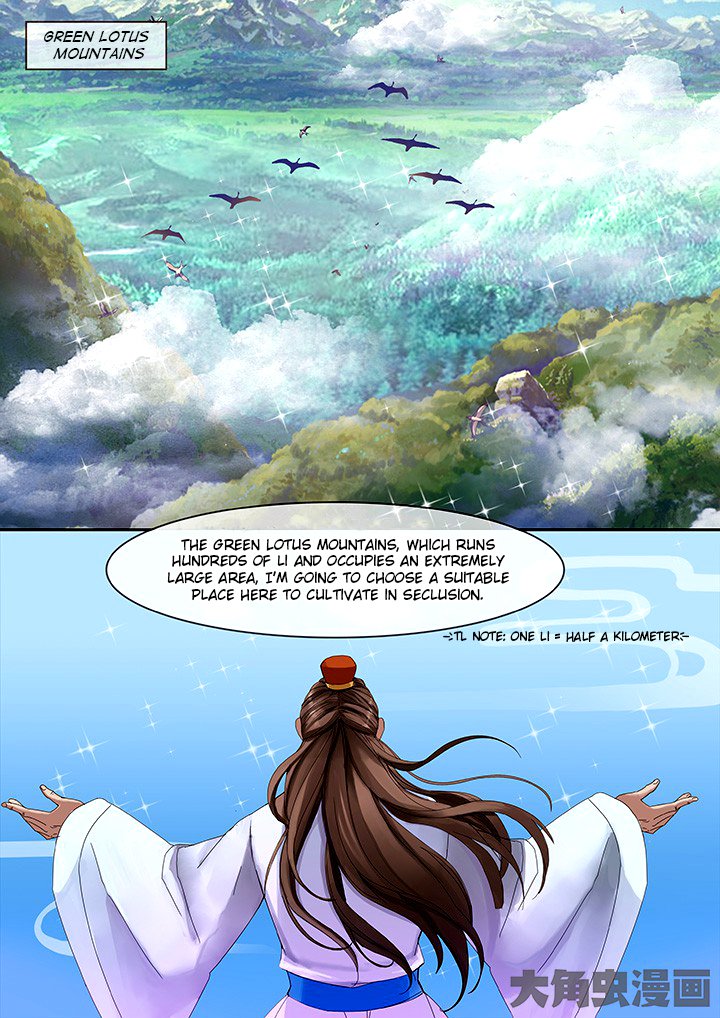 GREEN LOTUS
MOUNTAINS
THE GREEN LOTUS MOUNTAINS, WHICH RUNS
HUNDREDS OF LI AND OCCUPIES AN EXTREMELY
LARGE AREA, I'M GOING TO CHOOSE A SUITABLE
PLACE HERE TO CULTIVATE IN SECLUSION.
TL NOTE: ONE LI = HALF A KILOMETER
大角虫漫画